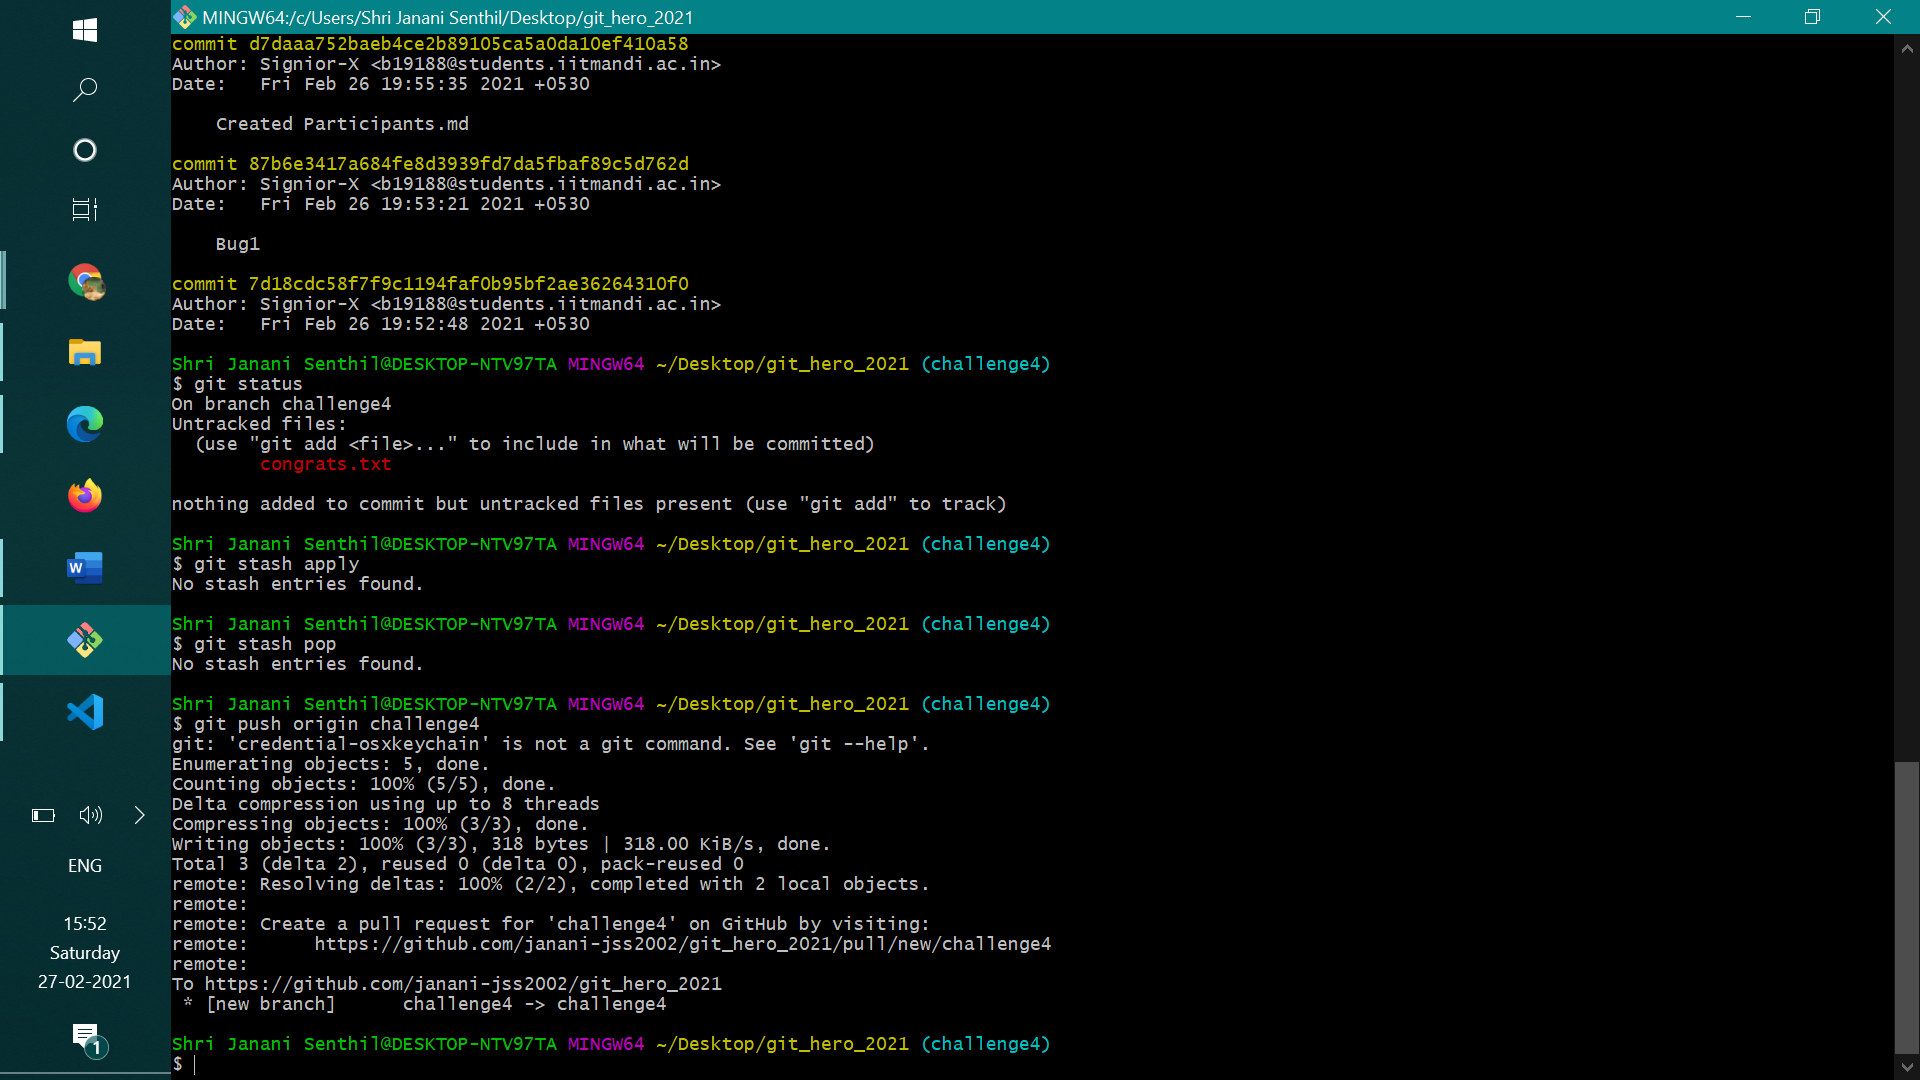 MINGW64:/c/Users/Shri Janani Senthil/Desktop/git_hero_2021
commit d7daaa752baeb4ce2b89105ca5a0da10ef410a58
Author: Signior-X <b19188@students.iitmandi.ac.in>
Date:   Fri Feb 26 19:55:35 2021 +0530
    Created Participants.md
commit 87b6e3417a684fe8d3939fd7da5fbaf89c5d762d
Author: Signior-X <b19188@students.iitmandi.ac.in>
Date:   Fri Feb 26 19:53:21 2021 +0530
    Bug1
commit 7d18cdc58f7f9c1194faf0b95bf2ae36264310f0
Author: Signior-X <b19188@students.iitmandi.ac.in>
Date:   Fri Feb 26 19:52:48 2021 +0530
Shri Janani Senthil@DESKTOP-NTV97TA MINGW64 ~/Desktop/git_hero_2021 (challenge4)
$ git status
On branch challenge4
Untracked files:
  (use "git add <file>..." to include in what will be committed)
        congrats.txt
nothing added to commit but untracked files present (use "git add" to track)
Shri Janani Senthil@DESKTOP-NTV97TA MINGW64 ~/Desktop/git_hero_2021 (challenge4)
$ git stash apply
No stash entries found.
Shri Janani Senthil@DESKTOP-NTV97TA MINGW64 ~/Desktop/git_hero_2021 (challenge4)
$ git stash pop
No stash entries found.
Shri Janani Senthil@DESKTOP-NTV97TA MINGW64 ~/Desktop/git_hero_2021 (challenge4)
$ git push origin challenge4
git: 'credential-osxkeychain' is not a git command. See 'git --help'.
Enumerating objects: 5, done.
Counting objects: 100% (5/5), done.
Delta compression using up to 8 threads
Compressing objects: 100% (3/3), done.
Writing objects: 100% (3/3), 318 bytes | 318.00 KiB/s, done.
Total 3 (delta 2), reused 0 (delta 0), pack-reused 0
remote: Resolving deltas: 100% (2/2), completed with 2 local objects.
remote:
remote: Create a pull request for 'challenge4' on GitHub by visiting:
remote:      https://github.com/janani-jss2002/git_hero_2021/pull/new/challenge4
remote:
To https://github.com/janani-jss2002/git_hero_2021
 * [new branch]      challenge4 -> challenge4
Shri Janani Senthil@DESKTOP-NTV97TA MINGW64 ~/Desktop/git_hero_2021 (challenge4)
$
W
ENG
15:52
Saturday
27-02-2021
1